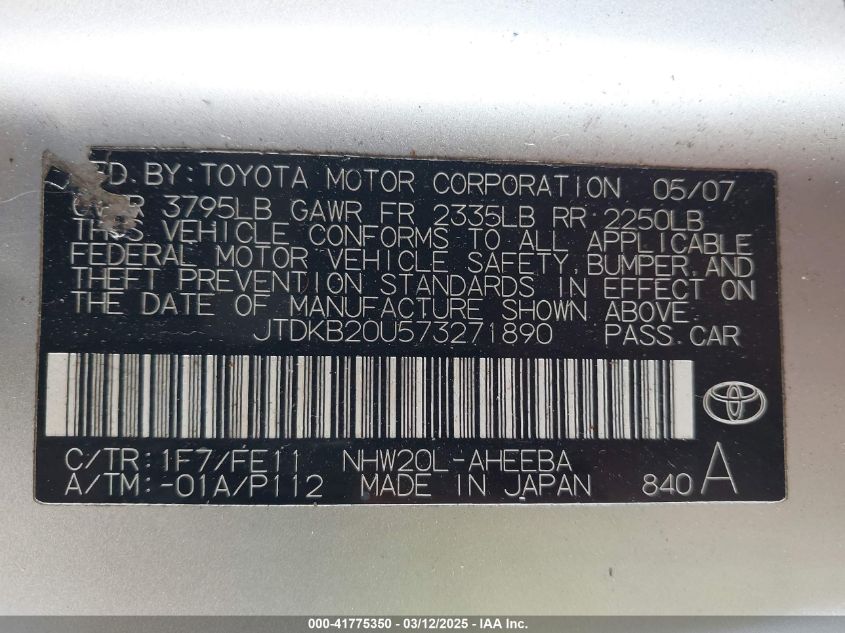 MFD. BY: TOYOTA MOTOR CORPORATION 05/07
GVWR 3795LB GAWR FR 2335LB RR 2250LB
THIS VEHICLE CONFORMS TO ALL APPLICABLE
FEDERAL MOTOR VEHICLE SAFETY, BUMPER, AND
THEFT PREVENTION STANDARDS IN EFFECT ON
THE DATE OF MANUFACTURE SHOWN ABOVE.
JTDKB20U573271890 PASS. CAR
C/TR: 1F7/FE11 NHW20L-AHEEBA
A/TM: -01A/P112 MADE IN JAPAN 840 A
000-41775350 - 03/12/2025 - IAA Inc.